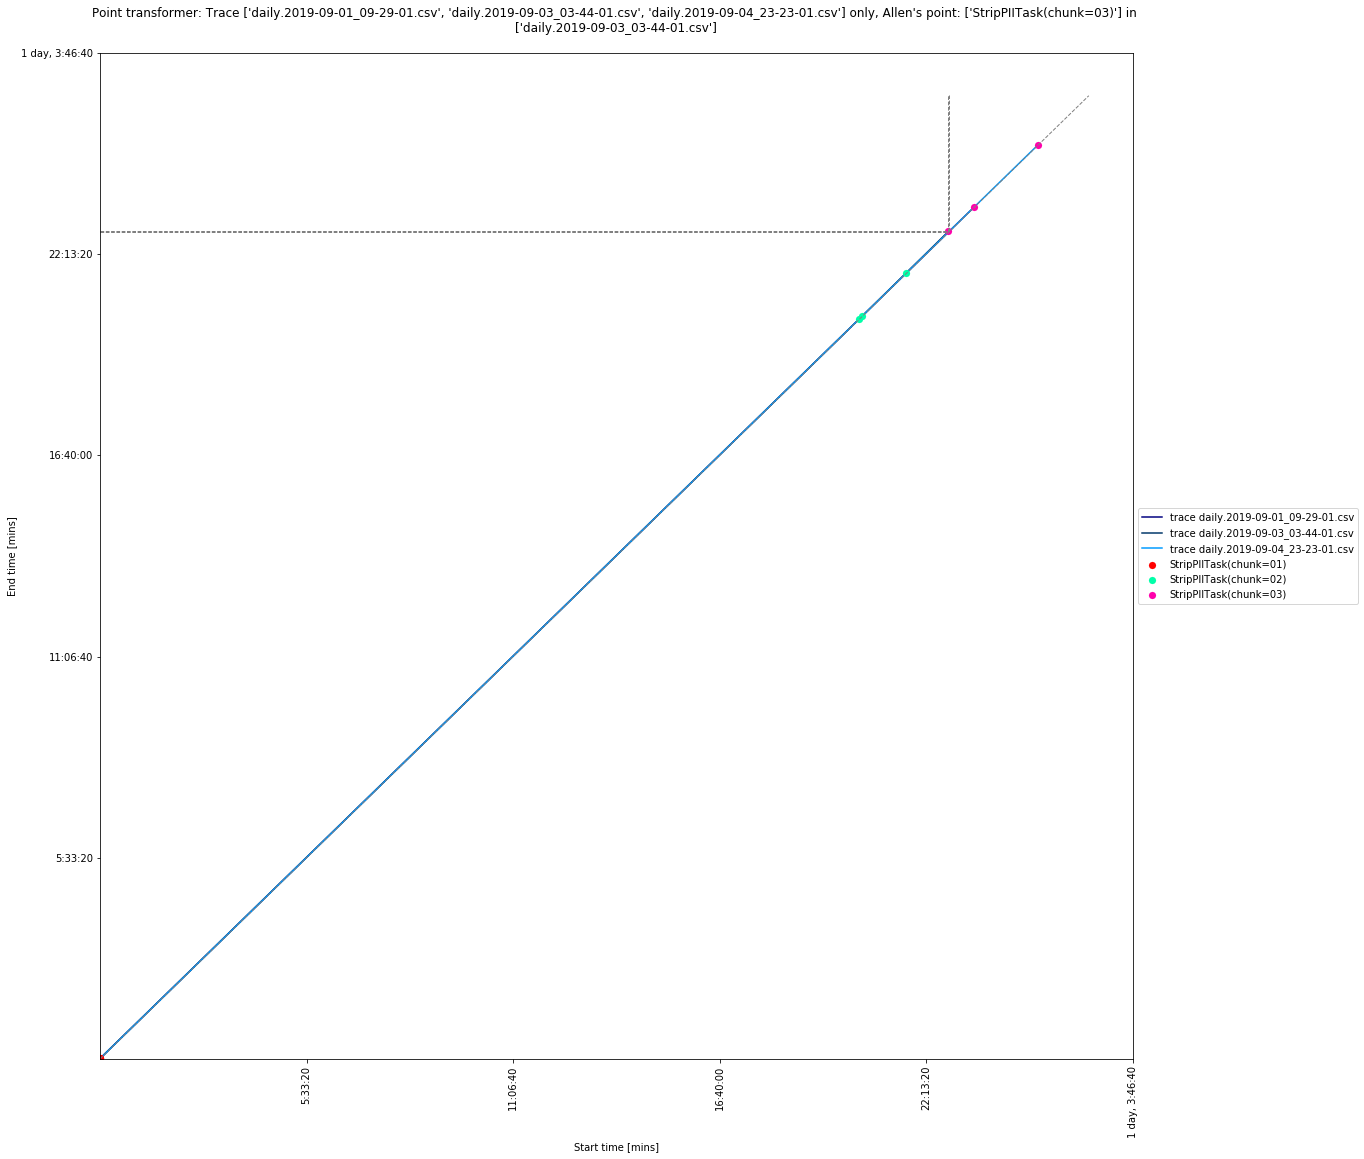 Point transformer: Trace ['daily.2019-09-01_09-29-01.csv', 'daily.2019-09-03_03-44-01.csv', 'daily.2019-09-04_23-23-01.csv'] only, Allen's point: ['StripPIITask(chunk=03)'] in
['daily.2019-09-03_03-44-01.csv']
1 day, 3:46:40
22:13:20
16:40:00
11:06:40
5:33:20
End time [mins]
trace daily.2019-09-01_09-29-01.csv
trace daily.2019-09-03_03-44-01.csv
trace daily.2019-09-04_23-23-01.csv
StripPIITask(chunk=01)
StripPIITask(chunk=02)
StripPIITask(chunk=03)
5:33:20
11:06:40
16:40:00
22:13:20
1 day, 3:46:40
Start time [mins]